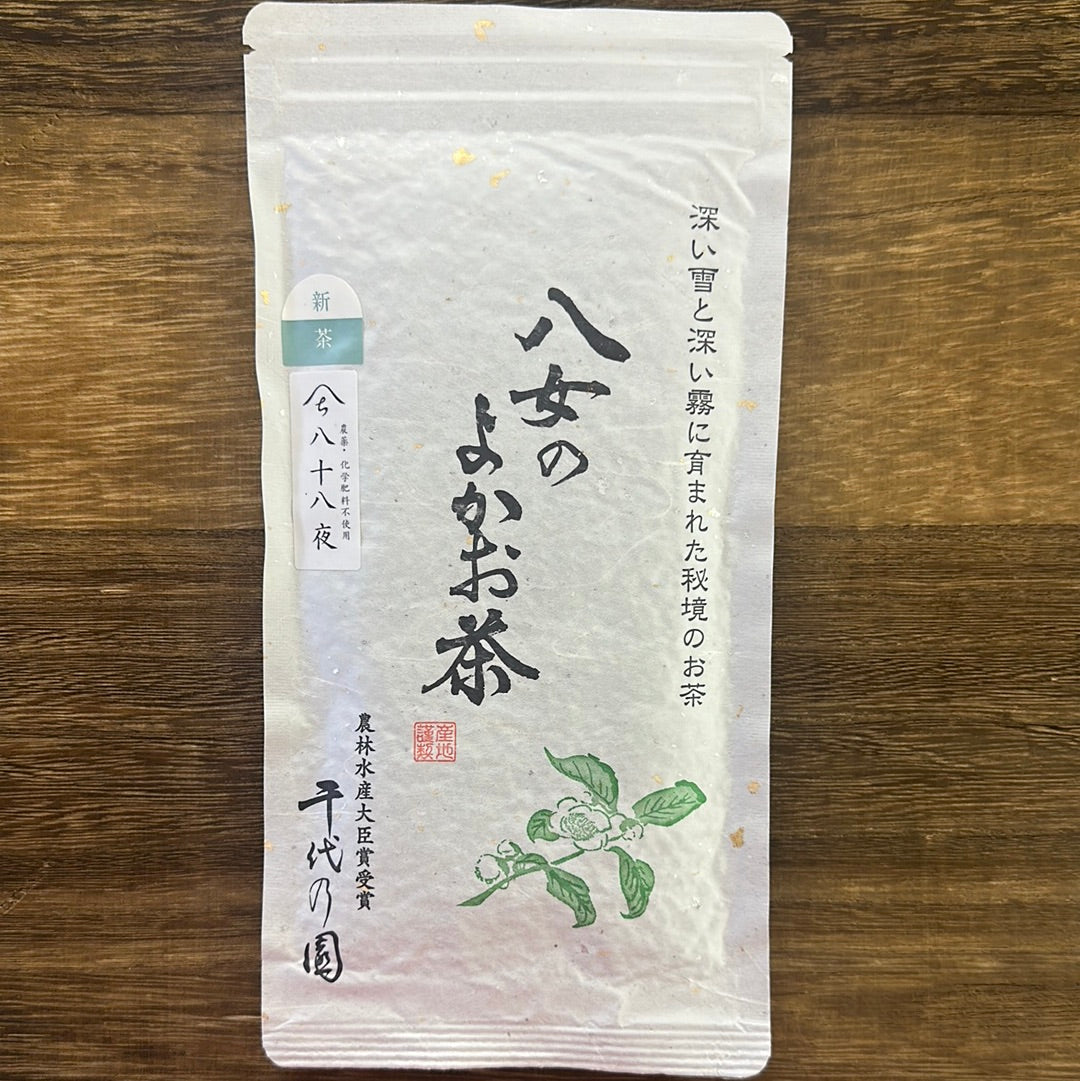 深い雪と深い霧に育まれた秘境のお茶
八女の
よかお茶
産地
謹製
新
茶
ち八十八夜
農薬・化学肥料不使用
農林水産大臣賞受賞
千代乃園